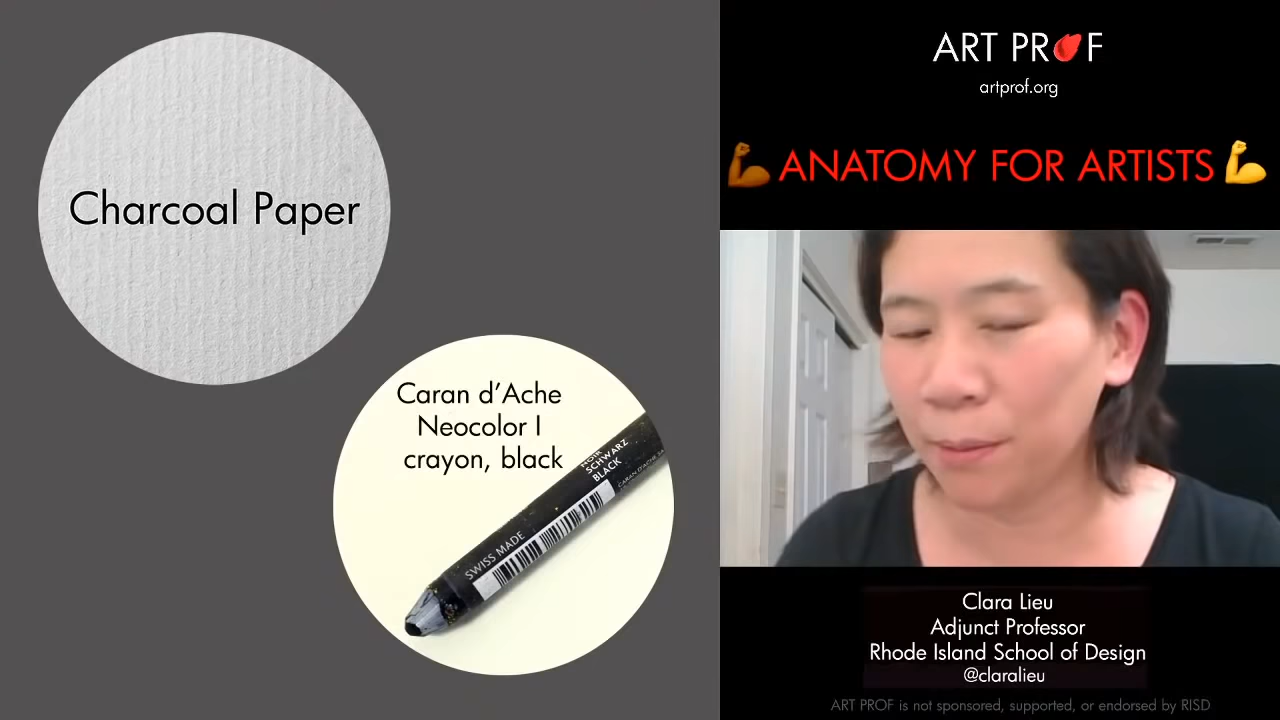 Charcoal Paper
Caran d'Ache
Neocolor I
crayon, black
NOIR
SCHWARZ
BLACK
SWISS MADE
ART PROF
artprof.org
ANATOMY FOR ARTISTS
Clara Lieu
Adjunct Professor
Rhode Island School of Design
@claralieu
ART PROF is not sponsored, supported, or endorsed by RISD